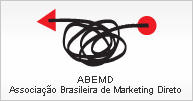 ABEMD
Associação Brasileira de Marketing Direto